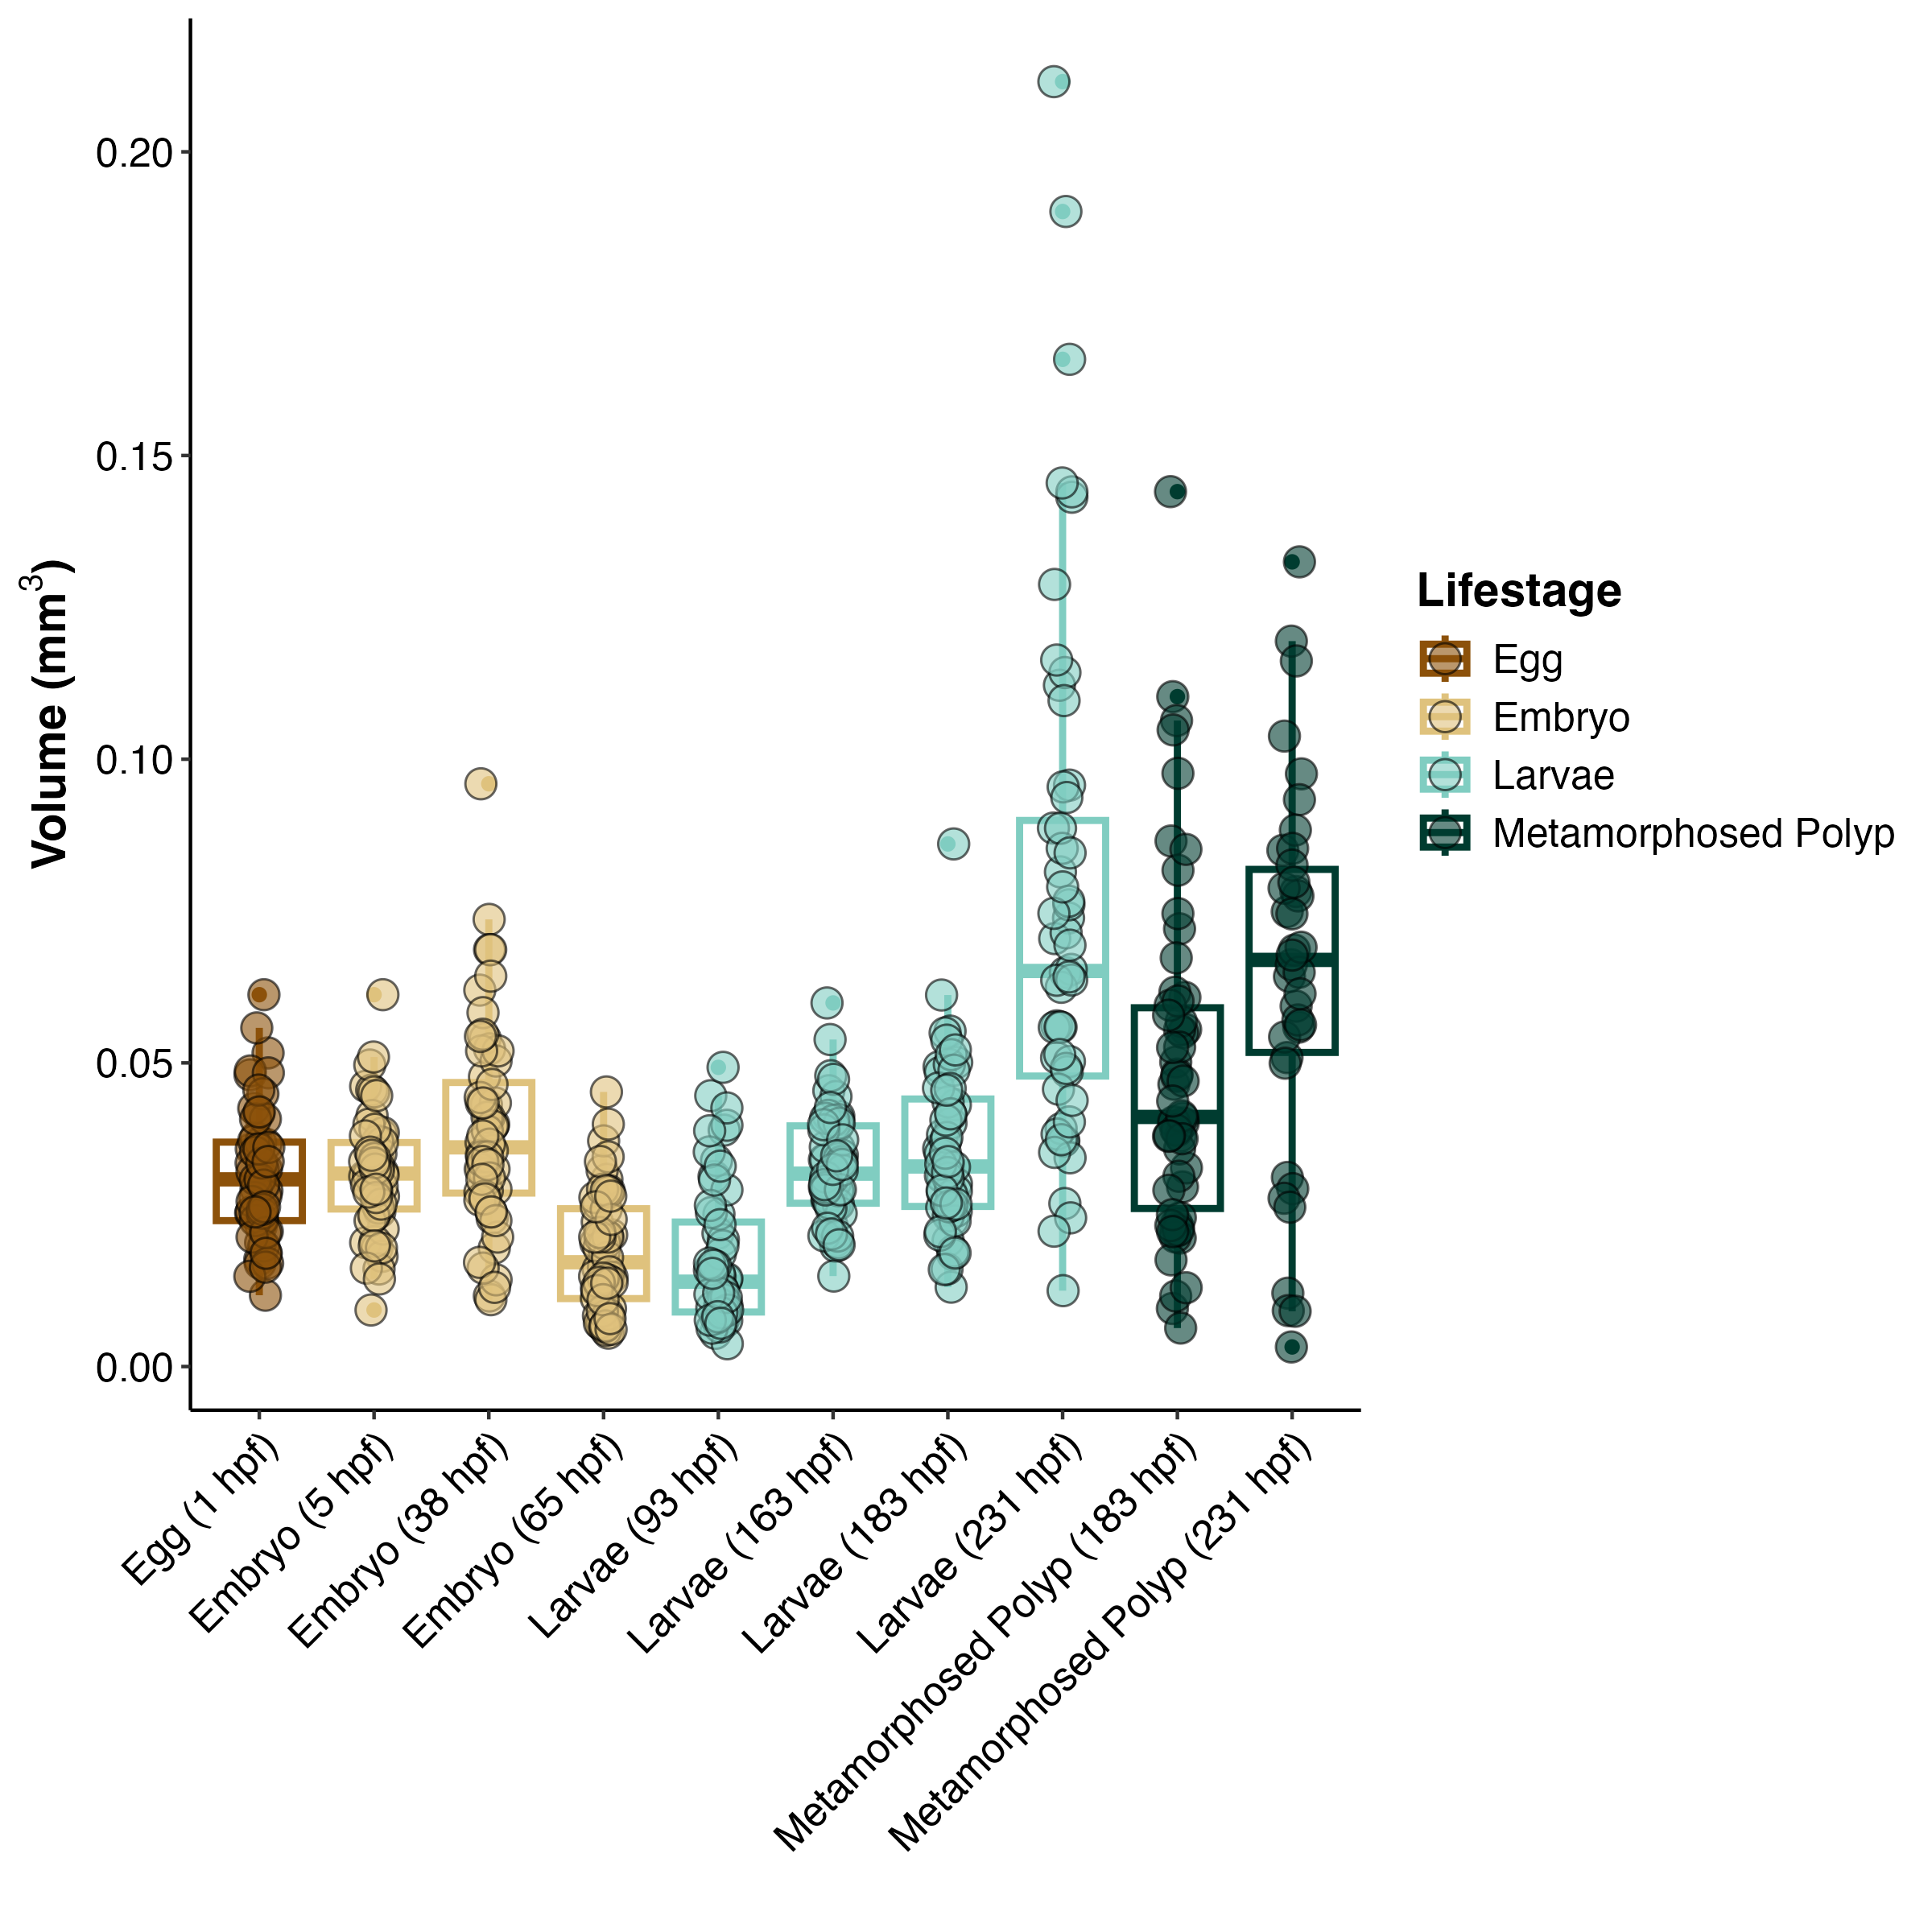 Volume (mm³)
0.20
0.15
0.10
0.05
0.00
Egg (1 hpf)
Embryo (5 hpf)
Embryo (38 hpf)
Embryo (65 hpf)
Larvae (93 hpf)
Larvae (163 hpf)
Larvae (183 hpf)
Larvae (231 hpf)
Metamorphosed Polyp (183 hpf)
Metamorphosed Polyp (231 hpf)
Lifestage
Egg
Embryo
Larvae
Metamorphosed Polyp